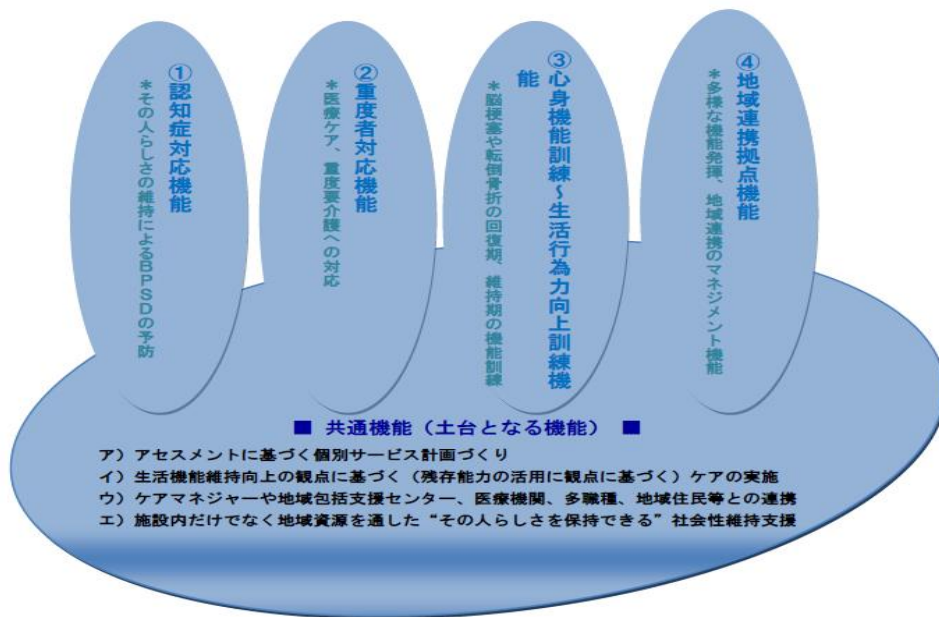 ①認知症対応機能
*その人らしさの維持によるBPSDの予防
②重度者対応機能
*医療ケア、重度要介護への対応
③心身機能訓練～生活行為力向上訓練機
能
*脳梗塞や転倒骨折の回復期、維持期の機能訓練
④地域連携拠点機能
*多様な機能発揮、地域連携のマネジメント機能
■ 共通機能（土台となる機能） ■
ア）アセスメントに基づく個別サービス計画づくり
イ）生活機能維持向上の観点に基づく（残存能力の活用に観点に基づく）ケアの実施
ウ）ケアマネジャーや地域包括支援センター、医療機関、多職種、地域住民等との連携
エ）施設内だけでなく地域資源を通した“その人らしさを保持できる”社会性維持支援